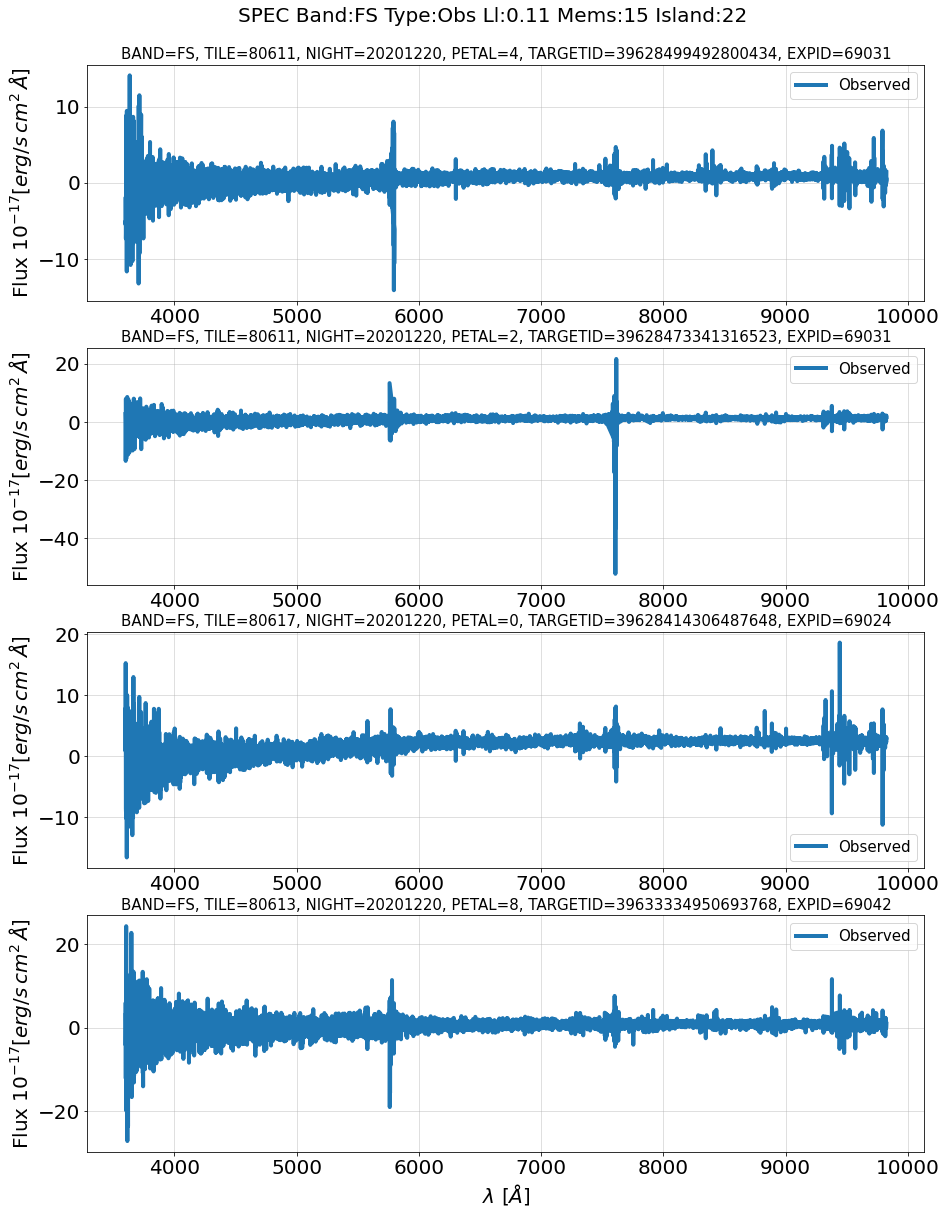 SPEC Band:FS Type:Obs Ll:0.11 Mems:15 Island:22
BAND=FS, TILE=80611, NIGHT=20201220, PETAL=4, TARGETID=39628499492800434, EXPID=69031
Flux 10^{-17}[erg/s cm^2 Å]
10
0
−10
Observed
4000 5000 6000 7000 8000 9000 10000
BAND=FS, TILE=80611, NIGHT=20201220, PETAL=2, TARGETID=39628473341316523, EXPID=69031
Flux 10^{-17}[erg/s cm^2 Å]
20
0
−20
−40
Observed
4000 5000 6000 7000 8000 9000 10000
BAND=FS, TILE=80617, NIGHT=20201220, PETAL=0, TARGETID=39628414306487648, EXPID=69024
Flux 10^{-17}[erg/s cm^2 Å]
20
10
0
−10
Observed
4000 5000 6000 7000 8000 9000 10000
BAND=FS, TILE=80613, NIGHT=20201220, PETAL=8, TARGETID=39633334950693768, EXPID=69042
Flux 10^{-17}[erg/s cm^2 Å]
20
0
−20
Observed
4000 5000 6000 7000 8000 9000 10000
λ [Å]